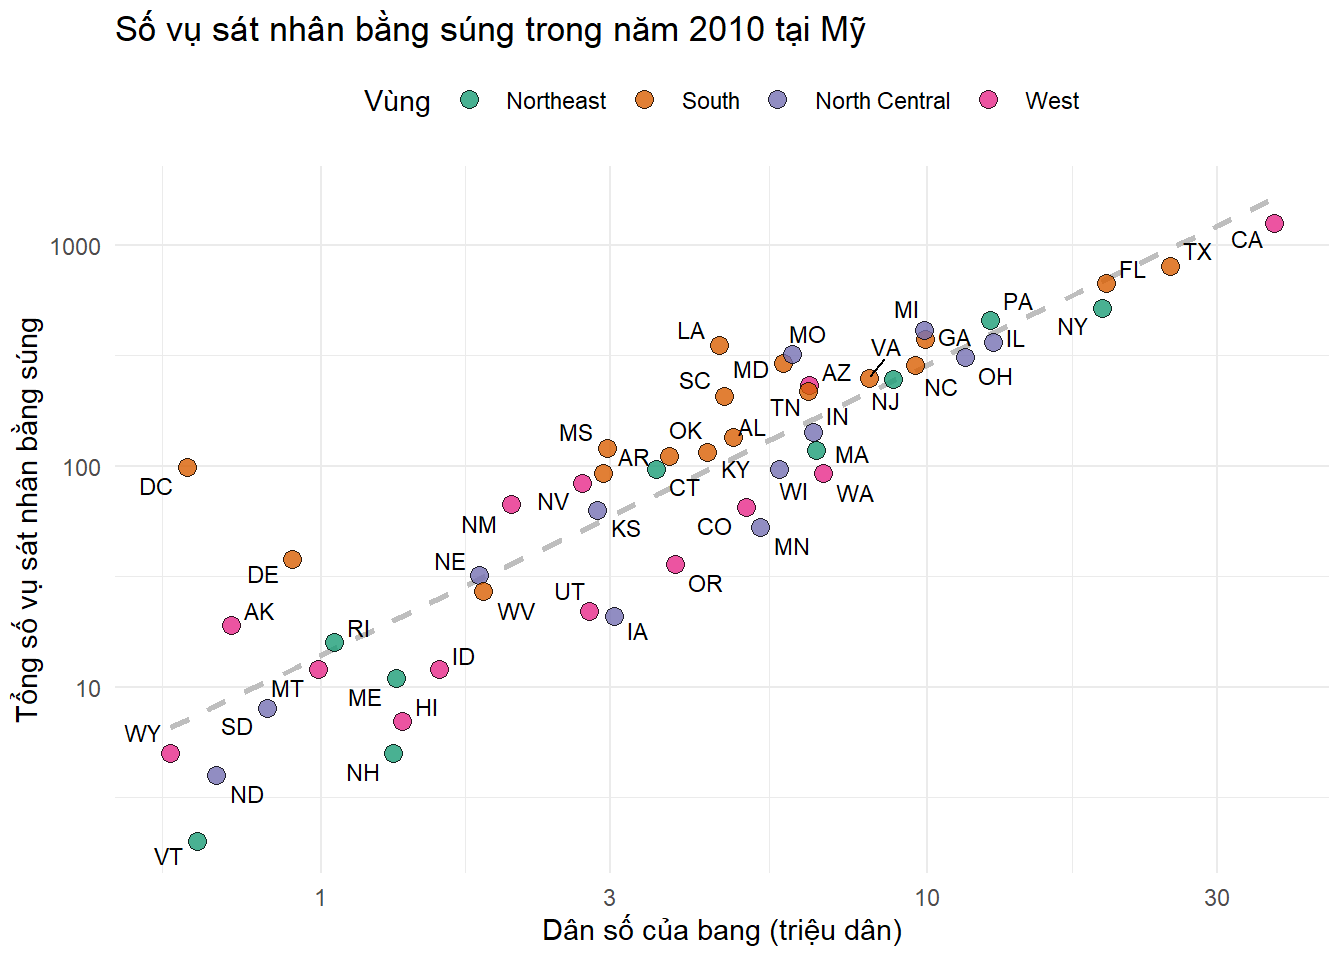 Số vụ sát nhân bằng súng trong năm 2010 tại Mỹ
Vùng Northeast South North Central West
Tổng số vụ sát nhân bằng súng
1000
100
10
CA
TX
FL
PA
NY
MI
GA
IL
OH
LA
MO
VA
MD
AZ
SC
NC
NJ
TN
IN
OK
AL
MS
AR
MA
KY
CT
WI
WA
DC
NV
NM
KS
CO
MN
NE
DE
OR
UT
WV
AK
IA
RI
ID
MT
ME
HI
SD
WY
NH
ND
VT
1
3
10
30
Dân số của bang (triệu dân)